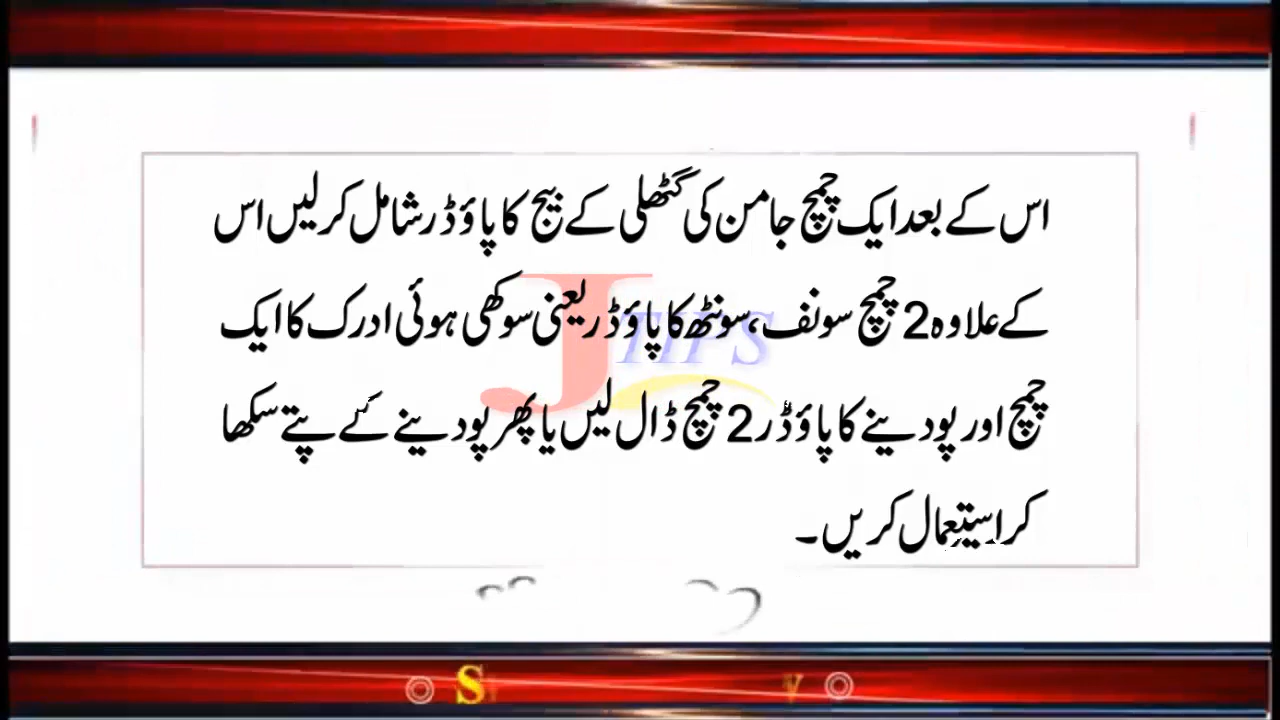 اس کے بعد ایک چمچ جامن کی گٹھلی کے بیج کا پاؤڈر شامل کر لیں اس
کے علاوہ 2 چمچ سونف، سونٹھ کا پاؤڈر یعنی سوکھی ہوئی ادرک کا ایک
چمچ اور پودینے کا پاؤڈر 2 چمچ ڈال لیں یا پھر پودینے کے پتے سکھا
کر استعمال کریں۔
J TIPS